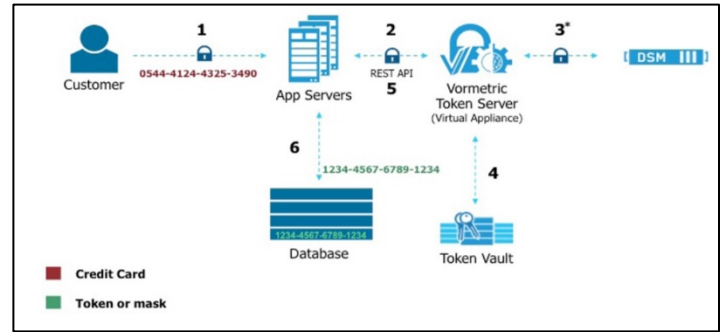 1
2
3*
Customer
0544-4124-4325-3490
App Servers
REST API
5
Vormetric
Token Server
(Virtual Appliance)
DSM
6
1234-4567-6789-1234
4
1234-4567-6789-1234
Database
Token Vault
Credit Card
Token or mask